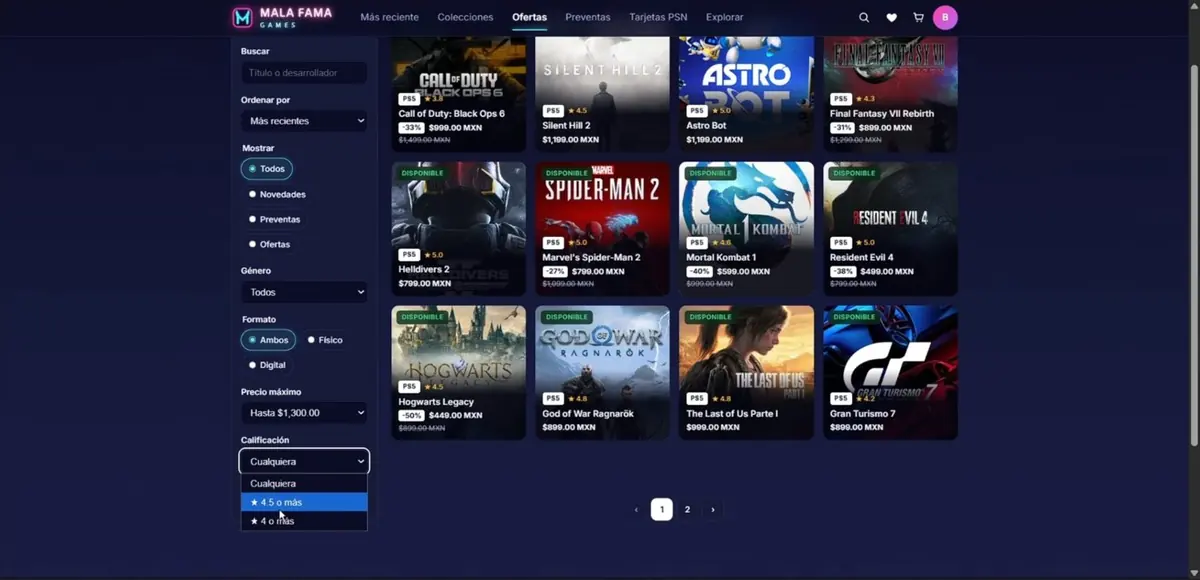 MALA FAMA
GAMES
Más reciente
Colecciones
Ofertas
Preventas
Tarjetas PSN
Explorar
B
Buscar
Título o desarrollador
Ordenar por
Más recientes
Mostrar
Todos
Novedades
Preventas
Ofertas
Género
Todos
Formato
Ambos
Físico
Digital
Precio máximo
Hasta $1,300.00
Calificación
Cualquiera
Cualquiera
★ 4.5 o más
★ 4 o más
CALL OF DUTY
BLACK OPS 6
PS5 ★ 3.8
Call of Duty: Black Ops 6
-33% $999.00 MXN
$1,499.00 MXN
SILENT HILL 2
PS5 ★ 4.5
Silent Hill 2
$1,199.00 MXN
ASTRO
BOT
PS5 ★ 5.0
Astro Bot
$1,199.00 MXN
FINAL FANTASY VII
PS5 ★ 4.3
Final Fantasy VII Rebirth
-31% $899.00 MXN
$1,299.00 MXN
DISPONIBLE
HELLDIVERS
PS5 ★ 5.0
Helldivers 2
$799.00 MXN
DISPONIBLE
MARVEL
SPIDER-MAN 2
PS5 ★ 5.0
Marvel's Spider-Man 2
-27% $799.00 MXN
$1,099.00 MXN
DISPONIBLE
MORTAL KOMBAT
PS5 ★ 4.6
Mortal Kombat 1
-40% $599.00 MXN
$999.00 MXN
DISPONIBLE
RESIDENT EVIL 4
PS5 ★ 5.0
Resident Evil 4
-38% $499.00 MXN
$799.00 MXN
DISPONIBLE
HOGWARTS
PS5 ★ 4.5
Hogwarts Legacy
-50% $449.00 MXN
$899.00 MXN
DISPONIBLE
GOD OF WAR
RAGNARÖK
PS5 ★ 4.8
God of War Ragnarök
$899.00 MXN
DISPONIBLE
THE LAST OF US
PART I
PS5 ★ 4.8
The Last of Us Parte I
$999.00 MXN
DISPONIBLE
GT
GRAN TURISMO 7
PS5 ★ 4.2
Gran Turismo 7
$899.00 MXN
‹ 1 2 ›